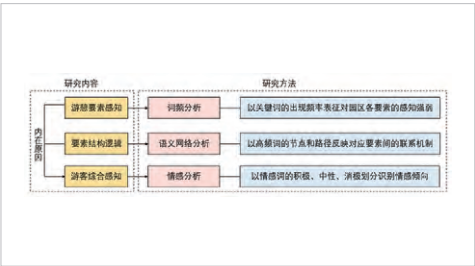 研究内容
研究方法
内在原因
游憩要素感知
词频分析
以关键词的出现频率表征对园区各要素的感知强弱
要素结构逻辑
语义网络分析
以高频词的节点和路径反映对应要素间的联系机制
游客综合感知
情感分析
以情感词的积极、中性、消极划分识别情感倾向